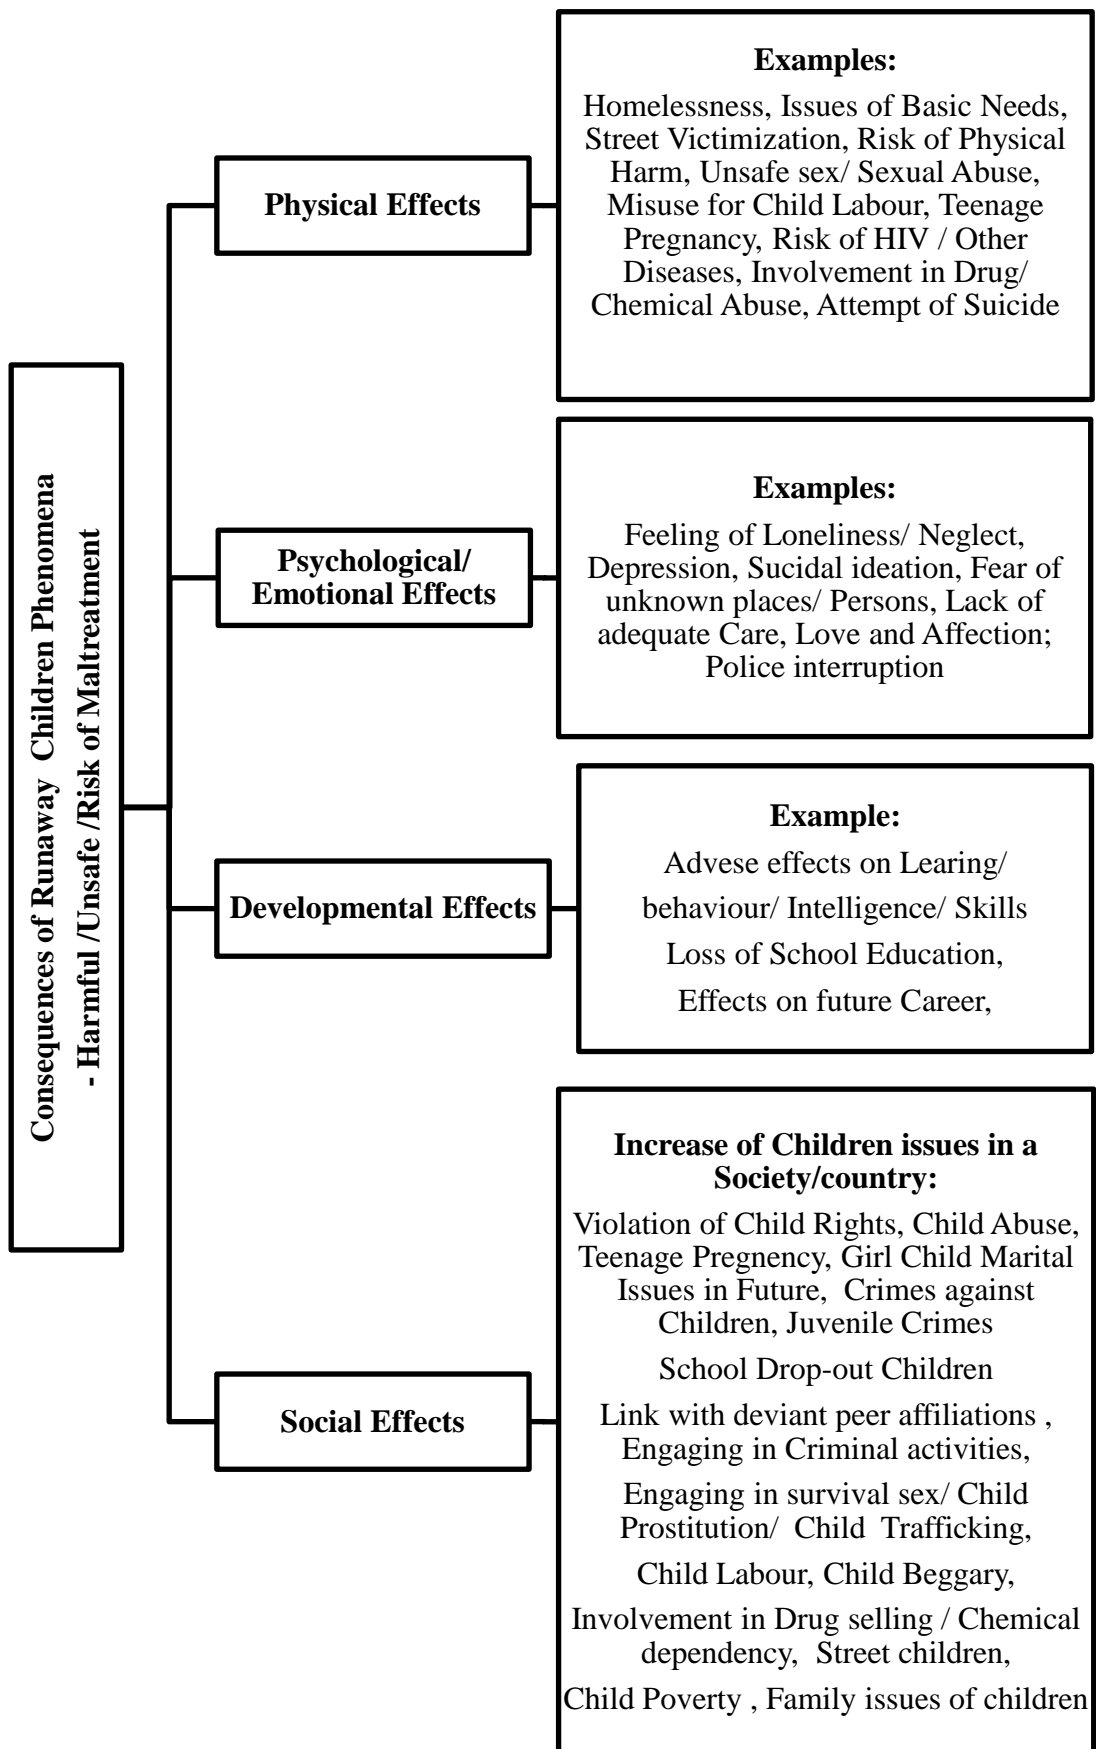 Consequences of Runaway Children Phenomena
- Harmful /Unsafe /Risk of Maltreatment
Physical Effects
Examples:
Homelessness, Issues of Basic Needs,
Street Victimization, Risk of Physical
Harm, Unsafe sex/ Sexual Abuse,
Misuse for Child Labour, Teenage
Pregnancy, Risk of HIV / Other
Diseases, Involvement in Drug/
Chemical Abuse, Attempt of Suicide
Psychological/
Emotional Effects
Examples:
Feeling of Loneliness/ Neglect,
Depression, Sucidal ideation, Fear of
unknown places/ Persons, Lack of
adequate Care, Love and Affection;
Police interruption
Developmental Effects
Example:
Advese effects on Learing/
behaviour/ Intelligence/ Skills
Loss of School Education,
Effects on future Career,
Social Effects
Increase of Children issues in a
Society/country:
Violation of Child Rights, Child Abuse,
Teenage Pregnency, Girl Child Marital
Issues in Future, Crimes against
Children, Juvenile Crimes
School Drop-out Children
Link with deviant peer affiliations ,
Engaging in Criminal activities,
Engaging in survival sex/ Child
Prostitution/ Child Trafficking,
Child Labour, Child Beggary,
Involvement in Drug selling / Chemical
dependency, Street children,
Child Poverty , Family issues of children